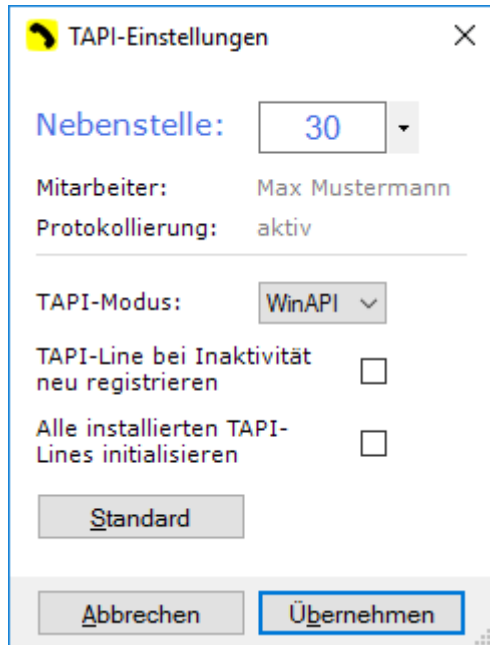 TAPI-Einstellungen
Nebenstelle: 30
Mitarbeiter: Max Mustermann
Protokollierung: aktiv
TAPI-Modus: WinAPI
TAPI-Line bei Inaktivität
neu registrieren
Alle installierten TAPI-
Lines initialisieren
Standard
Abbrechen Übernehmen